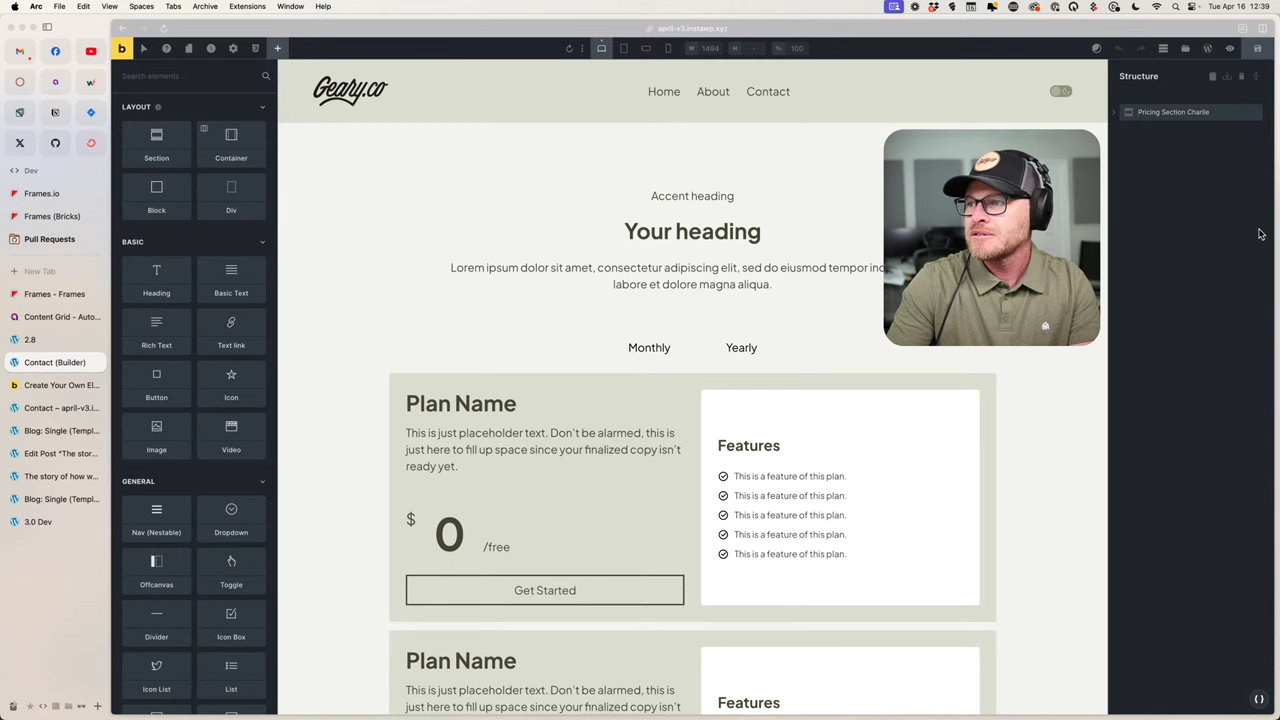 Arc File Edit View Spaces Tabs Archive Extensions Window Help
Tue Apr 16 12:39
april-v3.instawp.xyz
W 1494 H - % 100
Search elements ...
LAYOUT
Section
Container
Block
Div
BASIC
Heading
Basic Text
Rich Text
Text link
Button
Icon
Image
Video
GENERAL
Nav (Nestable)
Dropdown
Offcanvas
Toggle
Divider
Icon Box
Icon List
List
Dev
Frames.io
Frames (Bricks)
Pull Requests
New Tab
Frames - Frames
Content Grid - Auto...
2.8
Contact (Builder)
Create Your Own El...
Contact – april-v3.i...
Blog: Single (Templ...
Edit Post “The stor...
The story of how w...
Blog: Single (Templ...
3.0 Dev
Geary.co
Home About Contact
Accent heading
Your heading
Lorem ipsum dolor sit amet, consectetur adipiscing elit, sed do eiusmod tempor inc
labore et dolore magna aliqua.
Monthly Yearly
Plan Name
This is just placeholder text. Don't be alarmed, this is
just here to fill up space since your finalized copy isn't
ready yet.
$ 0 /free
Get Started
Features
This is a feature of this plan.
This is a feature of this plan.
This is a feature of this plan.
This is a feature of this plan.
This is a feature of this plan.
Plan Name
This is just placeholder text. Don't be alarmed, this is
just here to fill up space since your finalized copy isn't
Features
Structure
Pricing Section Charlie